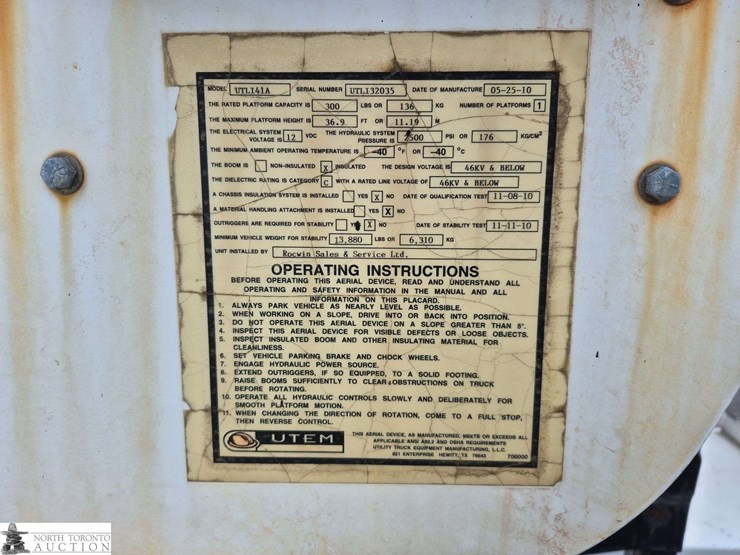 MODEL UTLI41A SERIAL NUMBER UTLI32035 DATE OF MANUFACTURE 05-25-10
THE RATED PLATFORM CAPACITY IS 300 LBS OR 136 KG NUMBER OF PLATFORMS 1
THE MAXIMUM PLATFORM HEIGHT IS 36.9 FT OR 11.19 M
THE ELECTRICAL SYSTEM VOLTAGE IS 12 VDC THE HYDRAULIC SYSTEM PRESSURE IS 2500 PSI OR 176 KG/CM²
THE MINIMUM AMBIENT OPERATING TEMPERATURE IS -40 °F OR -40 °C
THE BOOM IS NON-INSULATED X INSULATED THE DESIGN VOLTAGE IS 46KV & BELOW
THE DIELECTRIC RATING IS CATEGORY C WITH A RATED LINE VOLTAGE OF 46KV & BELOW
A CHASSIS INSULATION SYSTEM IS INSTALLED YES X NO DATE OF QUALIFICATION TEST 11-08-10
A MATERIAL HANDLING ATTACHMENT IS INSTALLED YES X NO
OUTRIGGERS ARE REQUIRED FOR STABILITY YES X NO DATE OF STABILITY TEST 11-11-10
MINIMUM VEHICLE WEIGHT FOR STABILITY 13,880 LBS OR 6,310 KG
UNIT INSTALLED BY Rocwin Sales & Service Ltd.
OPERATING INSTRUCTIONS
BEFORE OPERATING THIS AERIAL DEVICE, READ AND UNDERSTAND ALL
OPERATING AND SAFETY INFORMATION IN THE MANUAL AND ALL
INFORMATION ON THIS PLACARD.
1. ALWAYS PARK VEHICLE AS NEARLY LEVEL AS POSSIBLE.
2. WHEN WORKING ON A SLOPE, DRIVE INTO OR BACK INTO POSITION.
3. DO NOT OPERATE THIS AERIAL DEVICE ON A SLOPE GREATER THAN 5°.
4. INSPECT THIS AERIAL DEVICE FOR VISIBLE DEFECTS OR LOOSE OBJECTS.
5. INSPECT INSULATED BOOM AND OTHER INSULATING MATERIAL FOR
CLEANLINESS.
6. SET VEHICLE PARKING BRAKE AND CHOCK WHEELS.
7. ENGAGE HYDRAULIC POWER SOURCE.
8. EXTEND OUTRIGGERS, IF SO EQUIPPED, TO A SOLID FOOTING.
9. RAISE BOOMS SUFFICIENTLY TO CLEAR OBSTRUCTIONS ON TRUCK
BEFORE ROTATING.
10. OPERATE ALL HYDRAULIC CONTROLS SLOWLY AND DELIBERATELY FOR
SMOOTH PLATFORM MOTION.
11. WHEN CHANGING THE DIRECTION OF ROTATION, COME TO A FULL STOP,
THEN REVERSE CONTROL.
UTEM
THIS AERIAL DEVICE, AS MANUFACTURED, MEETS OR EXCEEDS ALL
APPLICABLE ANSI A92.2 AND OSHA REQUIREMENTS
UTILITY TRUCK EQUIPMENT MANUFACTURING, L.L.C.
821 ENTERPRISE HEWITT, TX 76643 700000
NORTH TORONTO
AUCTION